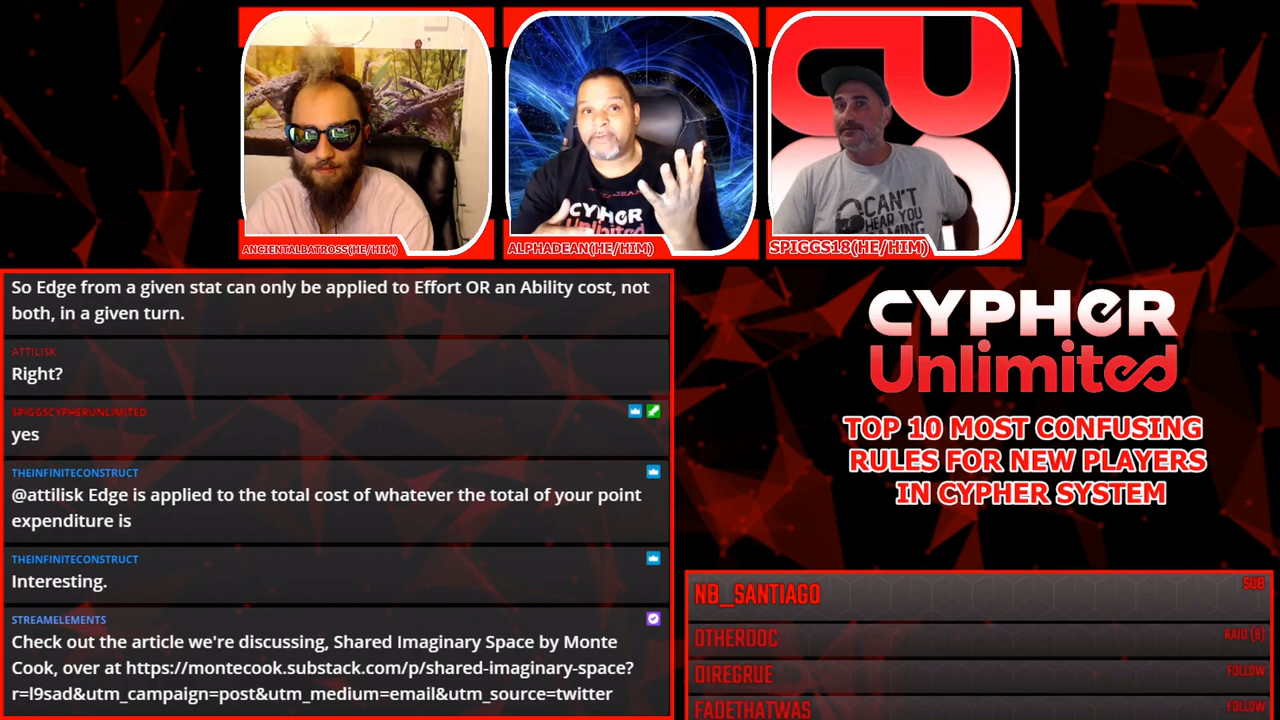 ANCIENTALBATROSS(HE/HIM)
ALPHADEAN(HE/HIM)
SPIGGS18(HE/HIM)
CYPHER
Unlimited
CAN'T
HEAR YOU
So Edge from a given stat can only be applied to Effort OR an Ability cost, not
both, in a given turn.
ATTILISK
Right?
SPIGGSCYPHERUNLIMITED
yes
THEINFINITECONSTRUCT
@attilisk Edge is applied to the total cost of whatever the total of your point
expenditure is
THEINFINITECONSTRUCT
Interesting.
STREAMELEMENTS
Check out the article we're discussing, Shared Imaginary Space by Monte
Cook, over at https://montecook.substack.com/p/shared-imaginary-space?
r=l9sad&utm_campaign=post&utm_medium=email&utm_source=twitter
CYPHER
Unlimited
TOP 10 MOST CONFUSING
RULES FOR NEW PLAYERS
IN CYPHER SYSTEM
NB_SANTIAGO SUB
OTHERDOC RAID (8)
DIREGRUE FOLLOW
FADETHATWAS FOLLOW